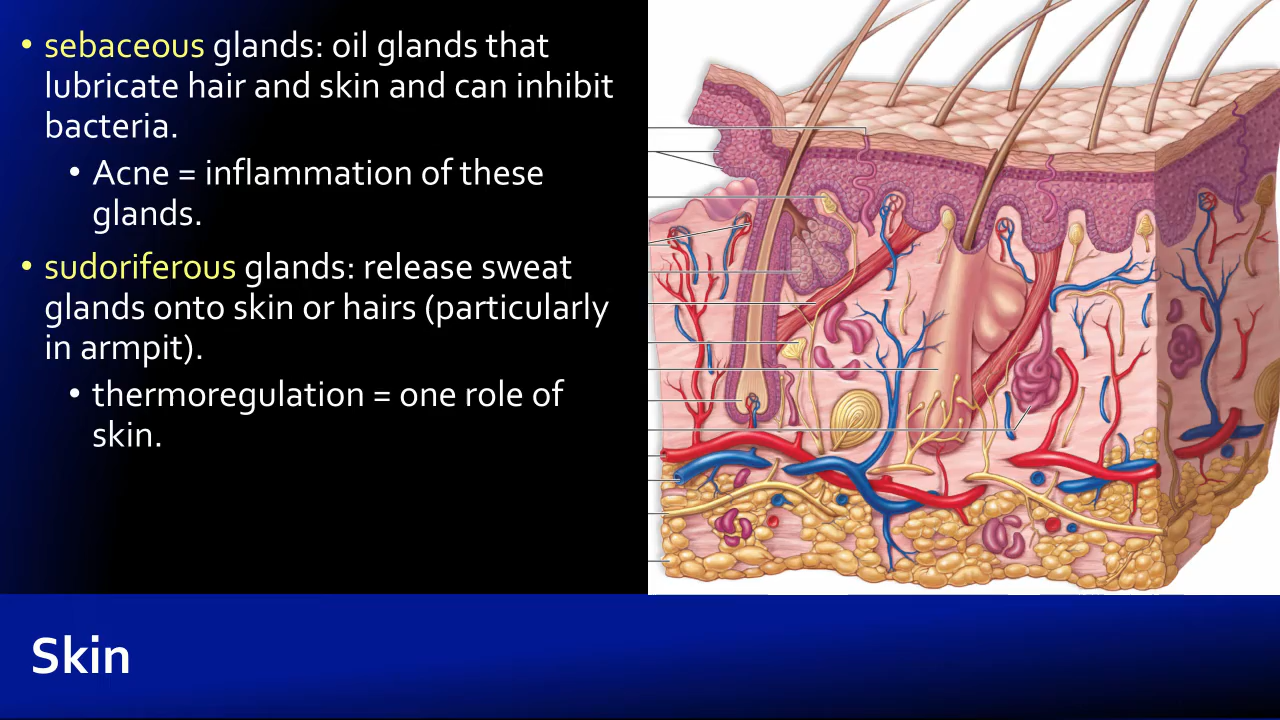 • sebaceous glands: oil glands that
lubricate hair and skin and can inhibit
bacteria.
• Acne = inflammation of these
glands.
• sudoriferous glands: release sweat
glands onto skin or hairs (particularly
in armpit).
• thermoregulation = one role of
skin.
Skin